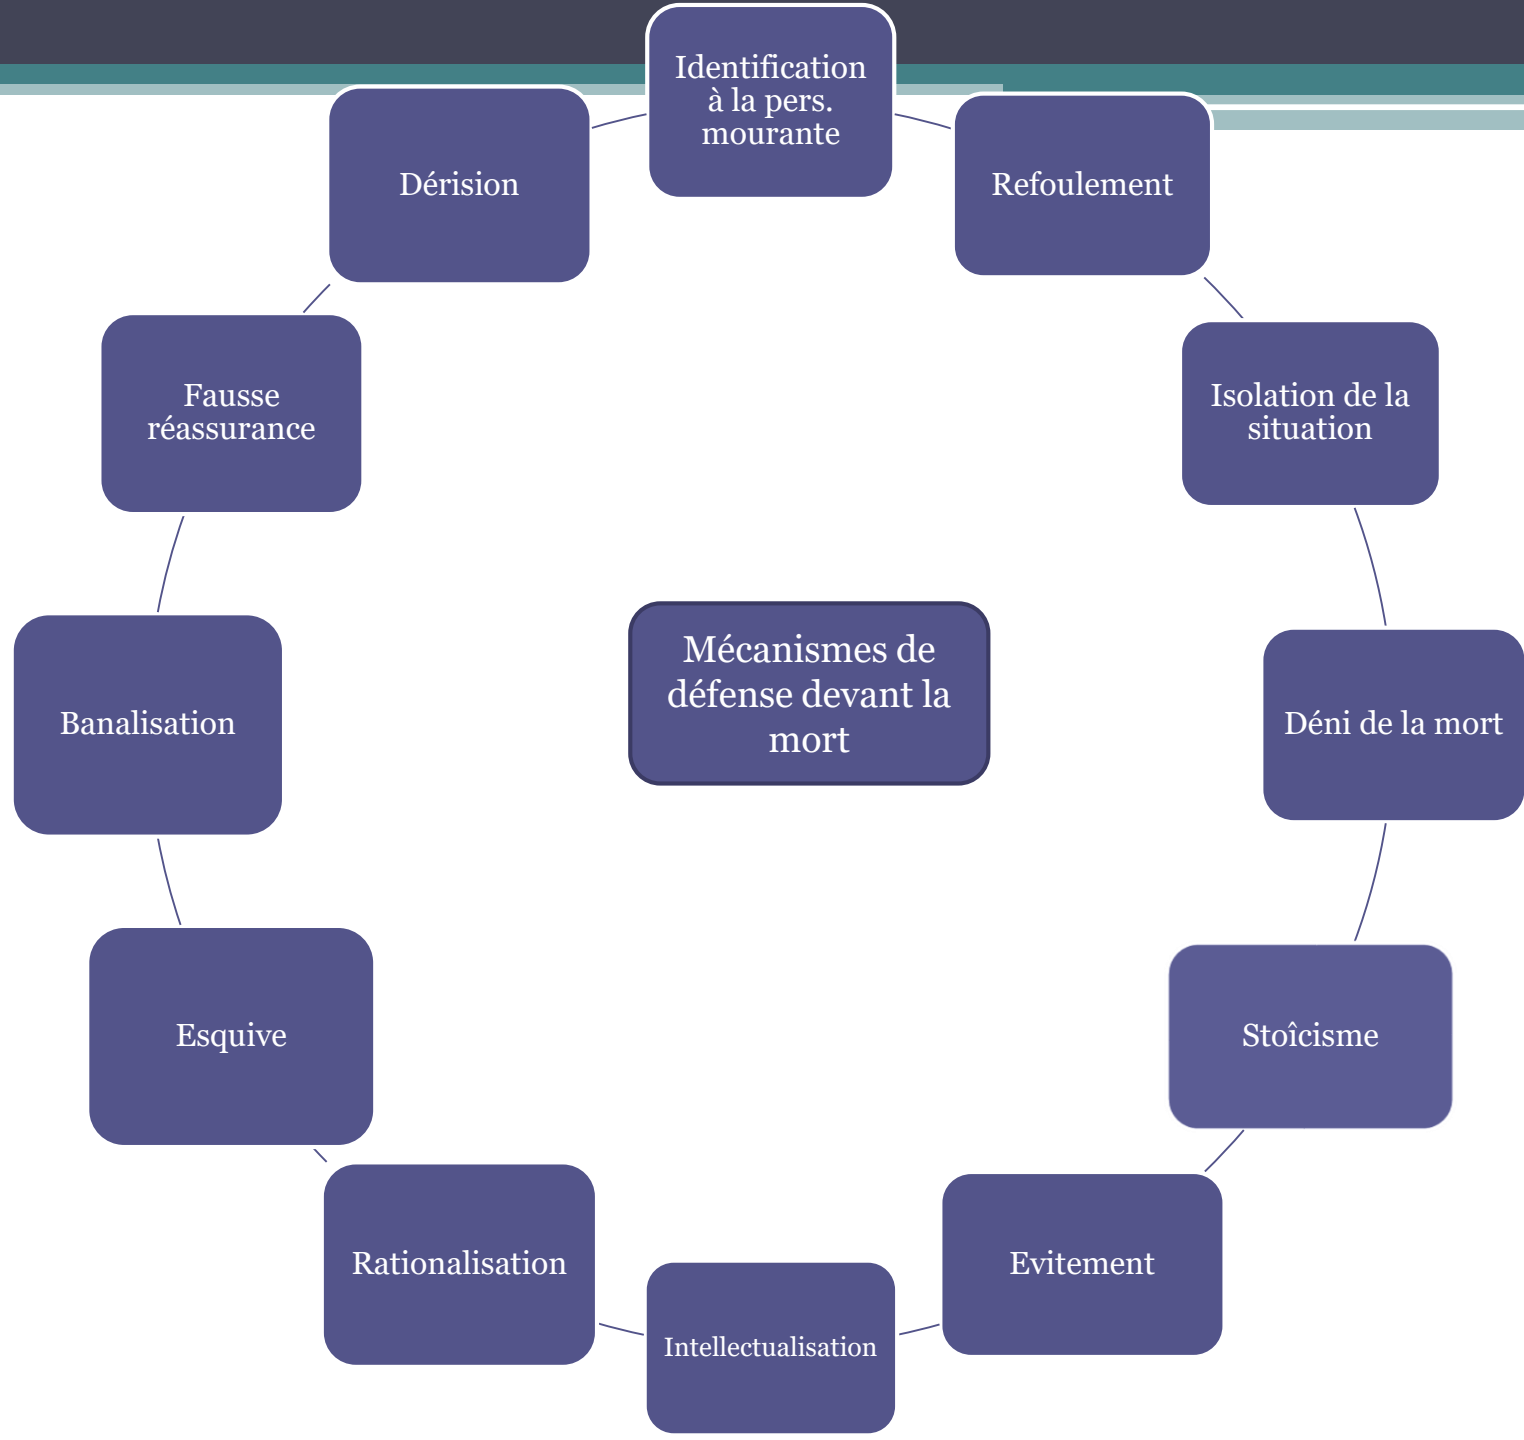 Identification
à la pers.
mourante
Refoulement
Isolation de la
situation
Déni de la mort
Stoîcisme
Evitement
Intellectualisation
Rationalisation
Esquive
Banalisation
Fausse
réassurance
Dérision
Mécanismes de
défense devant la
mort